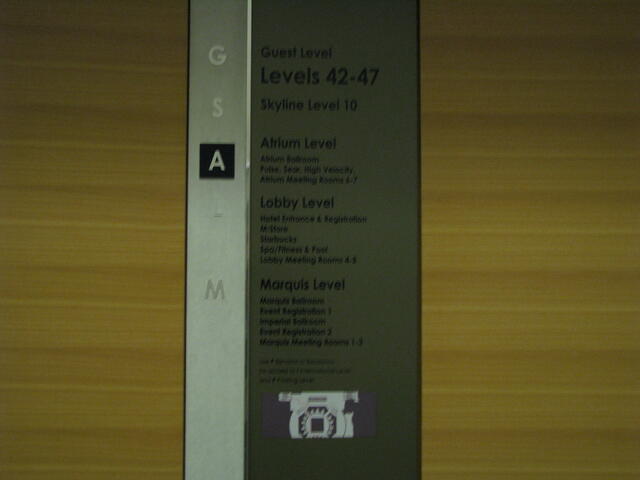 G
Guest Level
Levels 42-47
S
Skyline Level 10
A
Atrium Level
Atrium Ballroom
Pulse, Sear, High Velocity,
Atrium Meeting Rooms 6-7
Lobby Level
Hotel Entrance & Registration
M.Store
Starbucks
Spa/Fitness & Pool
Lobby Meeting Rooms 4-5
M
Marquis Level
Marquis Ballroom
Event Registration 1
Imperial Ballroom
Event Registration 2
Marquis Meeting Rooms 1-3